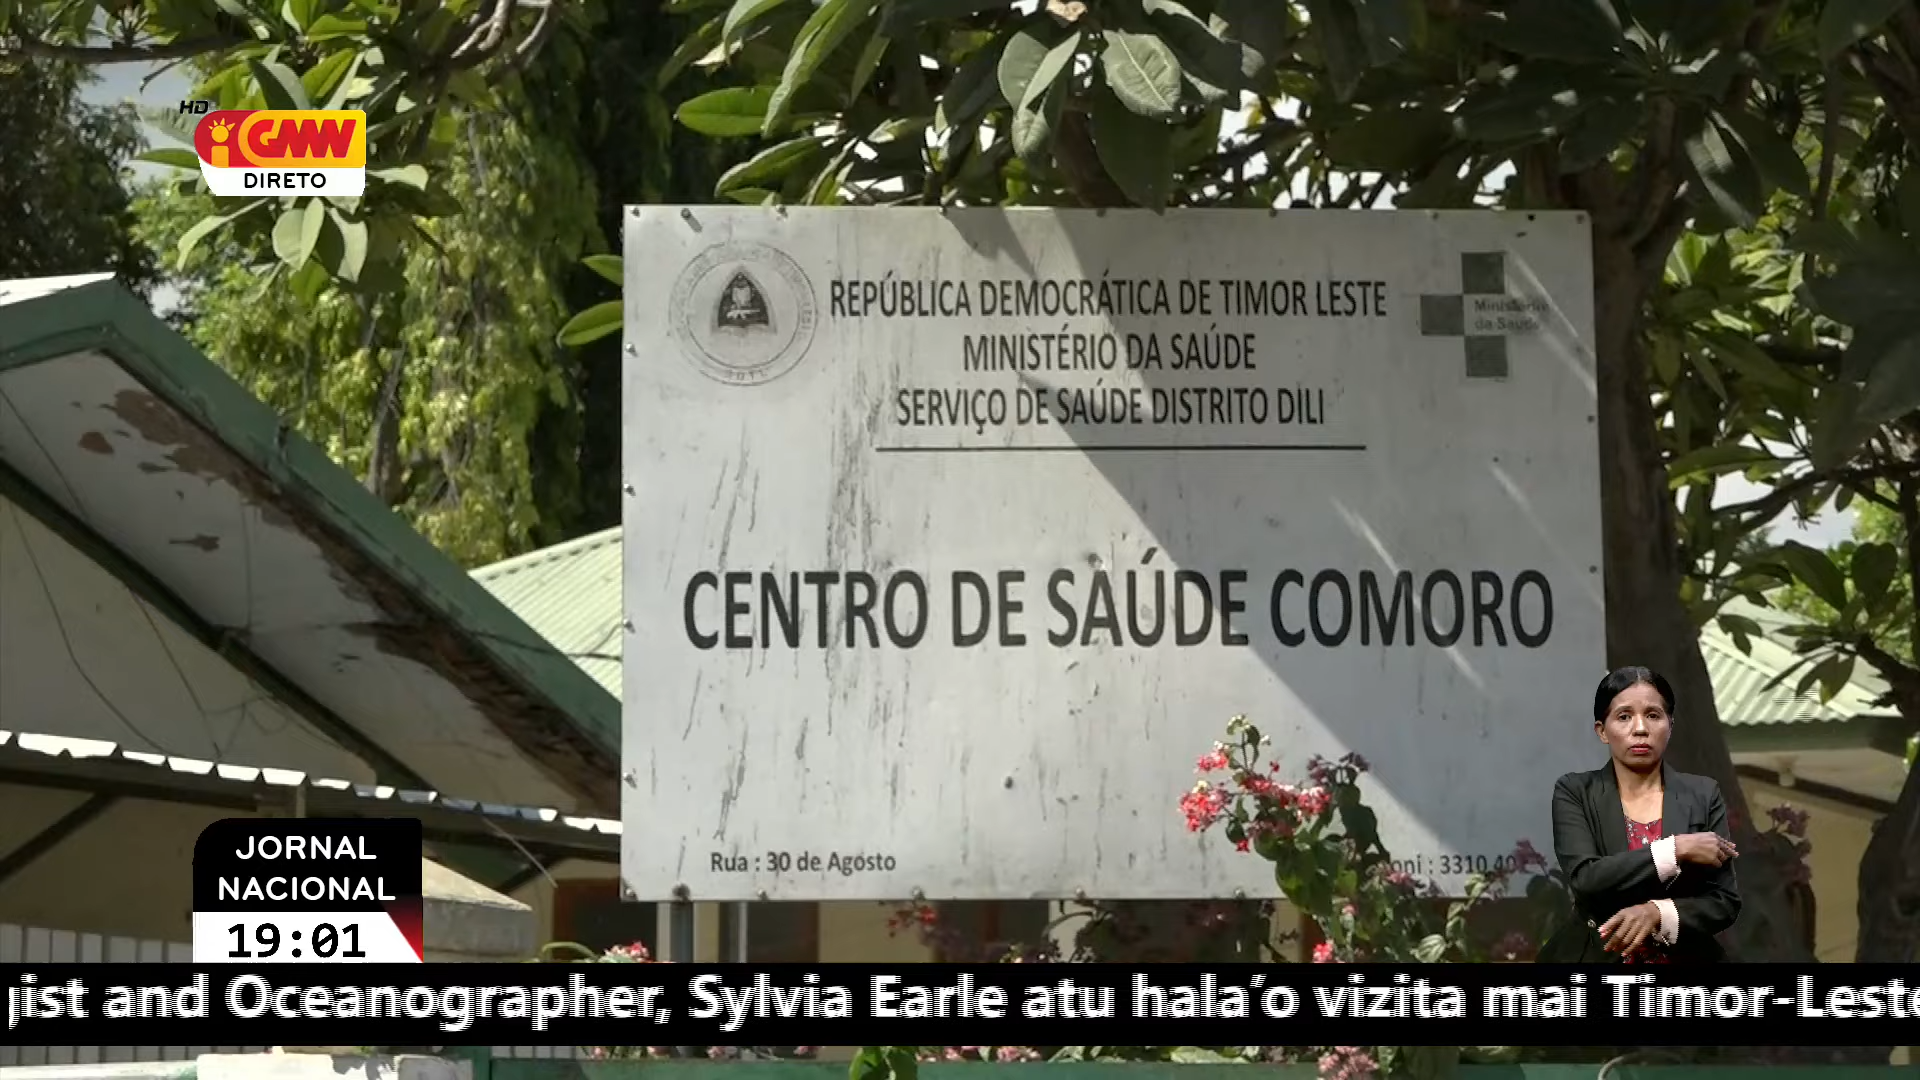 HD
GMN
DIRETO
REPÚBLICA DEMOCRÁTICA DE TIMOR LESTE
MINISTÉRIO DA SAÚDE
SERVIÇO DE SAÚDE DISTRITO DILI
Ministério
da Saúde
CENTRO DE SAÚDE COMORO
Rua : 30 de Agosto
: 3310
JORNAL
NACIONAL
19:01
and Oceanographer, Sylvia Earle atu hala’o vizita mai Timor-Leste